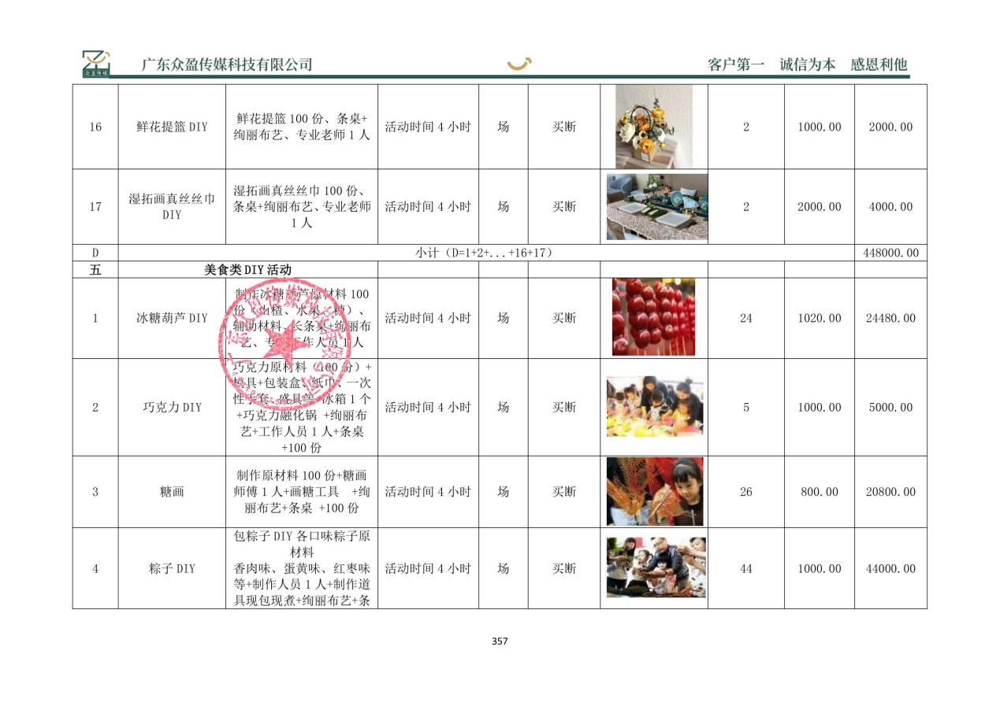 众盈传媒
广东众盈传媒科技有限公司
客户第一 诚信为本 感恩利他
16
鲜花提篮 DIY
鲜花提篮 100 份、条桌+
绚丽布艺、专业老师 1 人
活动时间 4 小时
场
买断
2
1000.00
2000.00
17
湿拓画真丝丝巾
DIY
湿拓画真丝丝巾 100 份、
条桌+绚丽布艺、专业老师
1 人
活动时间 4 小时
场
买断
2
2000.00
4000.00
D
小计（D=1+2+...+16+17）
448000.00
五
美食类 DIY 活动
1
冰糖葫芦 DIY
制作冰糖葫芦原材料 100
份（山楂、水果、糖）、
辅助材料、长条桌+绚丽布
艺、专业工作人员 1 人
活动时间 4 小时
场
买断
24
1020.00
24480.00
2
巧克力 DIY
巧克力原材料（100 份）+
模具+包装盒、纸巾、一次
性手套、盛具等 冰箱 1 个
+巧克力融化锅 +绚丽布
艺+工作人员 1 人+条桌
+100 份
活动时间 4 小时
场
买断
5
1000.00
5000.00
3
糖画
制作原材料 100 份+糖画
师傅 1 人+画糖工具 +绚
丽布艺+条桌 +100 份
活动时间 4 小时
场
买断
26
800.00
20800.00
4
粽子 DIY
包粽子 DIY 各口味粽子原
材料
香肉味、蛋黄味、红枣味
等+制作人员 1 人+制作道
具现包现煮+绚丽布艺+条
活动时间 4 小时
场
买断
44
1000.00
44000.00
广东众盈传媒科技有限公司
357